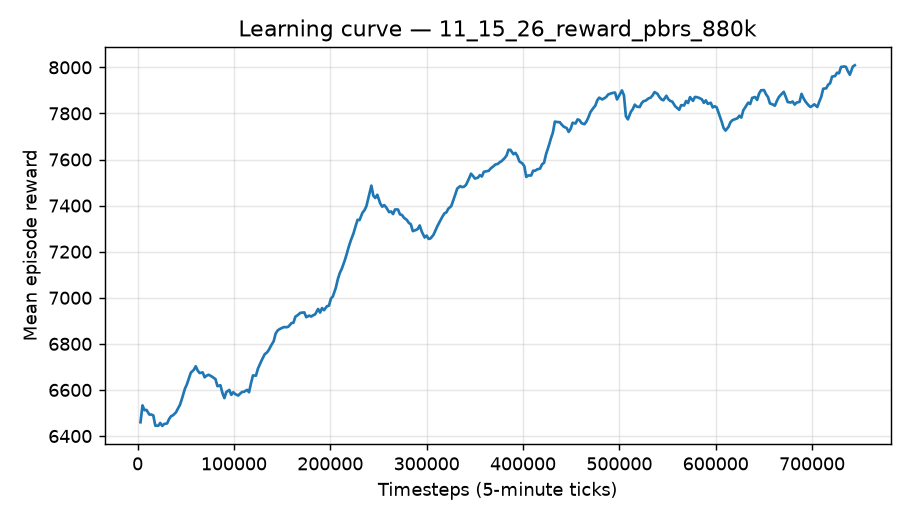 Learning curve — 11_15_26_reward_pbrs_880k
8000
7800
7600
7400
7200
7000
6800
6600
6400
Mean episode reward
0 100000 200000 300000 400000 500000 600000 700000
Timesteps (5-minute ticks)